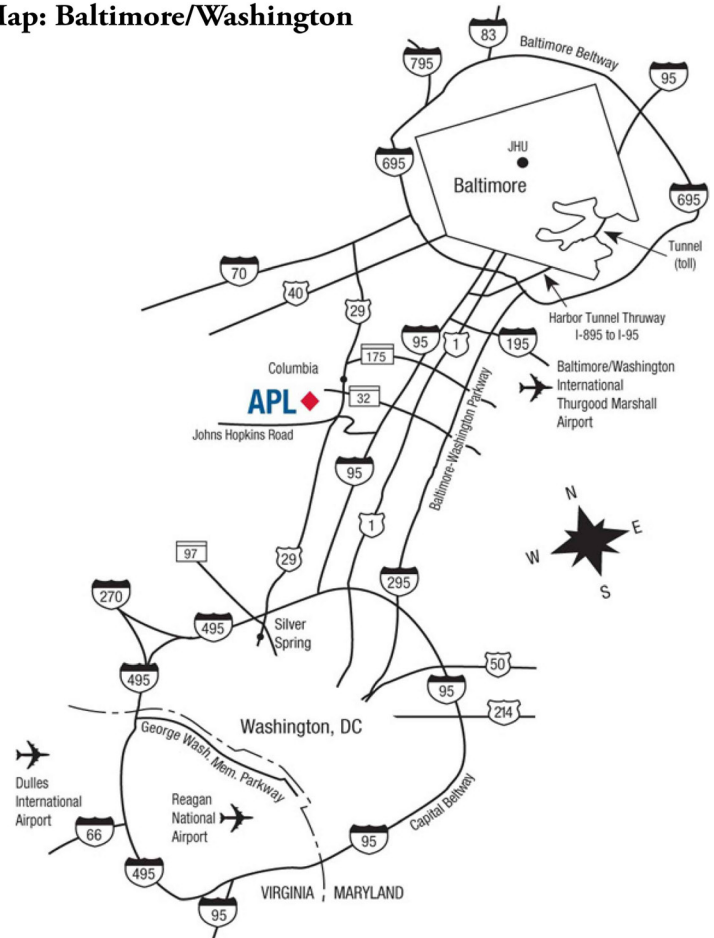 Map: Baltimore/Washington
83
Baltimore Beltway
795
95
JHU
695
Baltimore
695
Tunnel
(toll)
70
40
29
Harbor Tunnel Thruway
I-895 to I-95
95
1
195
175
Columbia
Baltimore/Washington
International
Thurgood Marshall
Airport
APL
32
Johns Hopkins Road
Baltimore-Washington Parkway
95
N
E
W
S
1
97
29
295
270
495
Silver
Spring
50
495
95
214
Washington, DC
George Wash. Mem. Parkway
Dulles
International
Airport
Reagan
National
Airport
Capital Beltway
66
95
495
VIRGINIA
MARYLAND
95